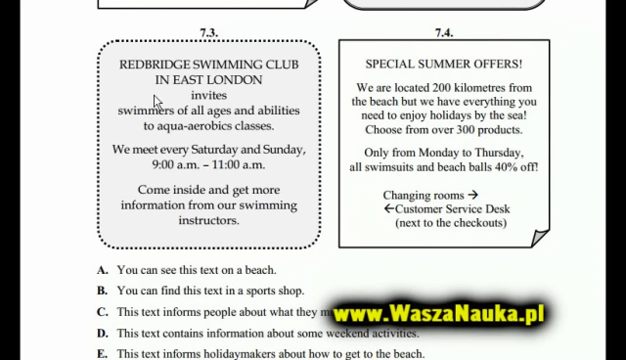 7.3.
REDBRIDGE SWIMMING CLUB
IN EAST LONDON
invites
swimmers of all ages and abilities
to aqua-aerobics classes.
We meet every Saturday and Sunday,
9:00 a.m. – 11:00 a.m.
Come inside and get more
information from our swimming
instructors.
7.4.
SPECIAL SUMMER OFFERS!
We are located 200 kilometres from
the beach but we have everything you
need to enjoy holidays by the sea!
Choose from over 300 products.
Only from Monday to Thursday,
all swimsuits and beach balls 40% off!
Changing rooms →
←Customer Service Desk
(next to the checkouts)
A. You can see this text on a beach.
B. You can find this text in a sports shop.
C. This text informs people about what they
www.WaszaNauka.pl
D. This text contains information about some weekend activities.
E. This text informs holidaymakers about how to get to the beach.